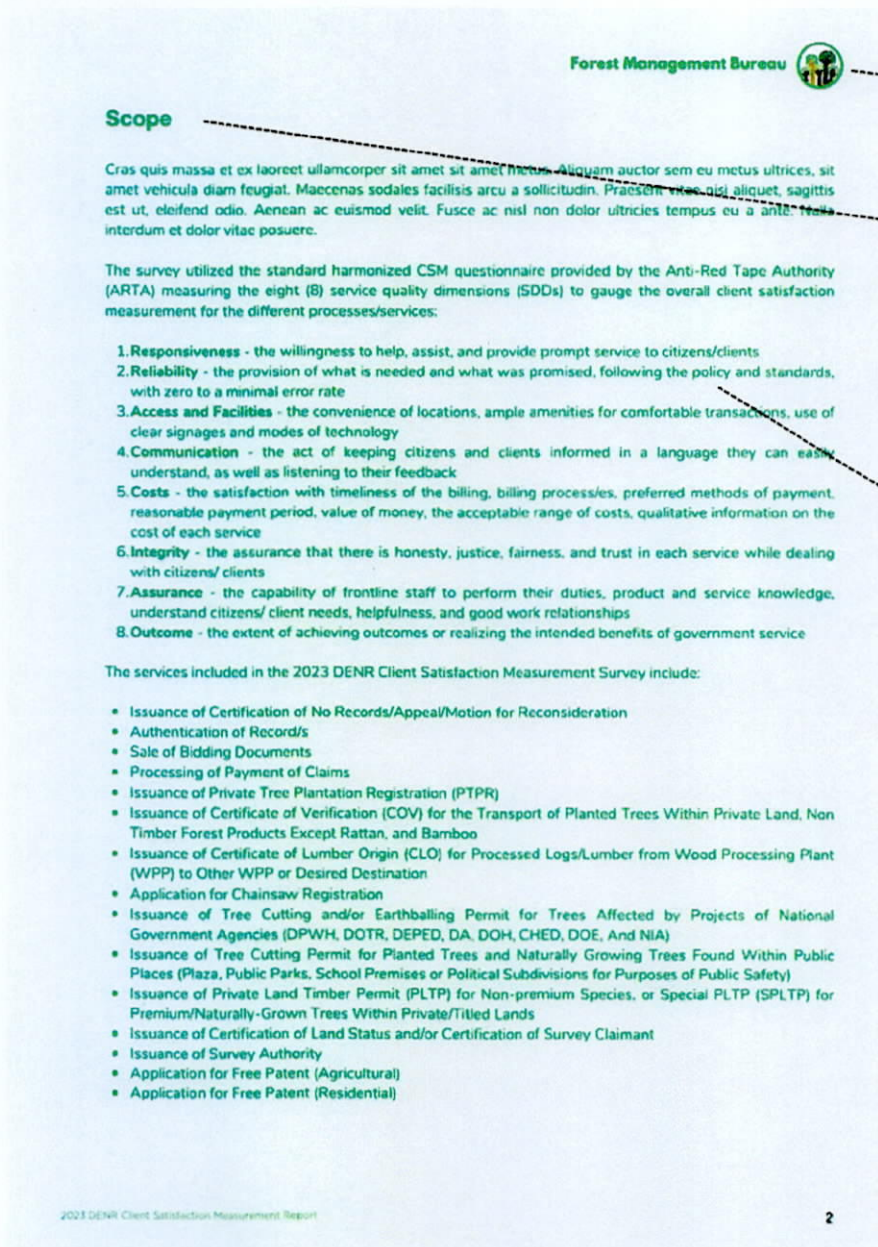 Forest Management Bureau
Scope
Cras quis massa et ex laoreet ullamcorper sit amet sit amet metus. Aliquam auctor sem eu metus ultrices, sit
amet vehicula diam feugiat. Maecenas sodales facilisis arcu a sollicitudin. Praesent vitae nisi aliquet, sagittis
est ut, eleifend odio. Aenean ac euismod velit. Fusce ac nisl non dolor ultricies tempus eu a ante. Nulla
interdum et dolor vitae posuere.
The survey utilized the standard harmonized CSM questionnaire provided by the Anti-Red Tape Authority
(ARTA) measuring the eight (8) service quality dimensions (SDDs) to gauge the overall client satisfaction
measurement for the different processes/services:
1. Responsiveness - the willingness to help, assist, and provide prompt service to citizens/clients
2. Reliability - the provision of what is needed and what was promised, following the policy and standards,
with zero to a minimal error rate
3. Access and Facilities - the convenience of locations, ample amenities for comfortable transactions, use of
clear signages and modes of technology
4. Communication - the act of keeping citizens and clients informed in a language they can easily
understand, as well as listening to their feedback
5. Costs - the satisfaction with timeliness of the billing, billing process/es, preferred methods of payment,
reasonable payment period, value of money, the acceptable range of costs, qualitative information on the
cost of each service
6. Integrity - the assurance that there is honesty, justice, fairness, and trust in each service while dealing
with citizens/ clients
7. Assurance - the capability of frontline staff to perform their duties, product and service knowledge,
understand citizens/ client needs, helpfulness, and good work relationships
8. Outcome - the extent of achieving outcomes or realizing the intended benefits of government service
The services included in the 2023 DENR Client Satisfaction Measurement Survey include:
• Issuance of Certification of No Records/Appeal/Motion for Reconsideration
• Authentication of Record/s
• Sale of Bidding Documents
• Processing of Payment of Claims
• Issuance of Private Tree Plantation Registration (PTPR)
• Issuance of Certificate of Verification (COV) for the Transport of Planted Trees Within Private Land, Non
Timber Forest Products Except Rattan, and Bamboo
• Issuance of Certificate of Lumber Origin (CLO) for Processed Logs/Lumber from Wood Processing Plant
(WPP) to Other WPP or Desired Destination
• Application for Chainsaw Registration
• Issuance of Tree Cutting and/or Earthballing Permit for Trees Affected by Projects of National
Government Agencies (DPWH, DOTR, DEPED, DA, DOH, CHED, DOE, And NIA)
• Issuance of Tree Cutting Permit for Planted Trees and Naturally Growing Trees Found Within Public
Places (Plaza, Public Parks, School Premises or Political Subdivisions for Purposes of Public Safety)
• Issuance of Private Land Timber Permit (PLTP) for Non-premium Species, or Special PLTP (SPLTP) for
Premium/Naturally-Grown Trees Within Private/Titled Lands
• Issuance of Certification of Land Status and/or Certification of Survey Claimant
• Issuance of Survey Authority
• Application for Free Patent (Agricultural)
• Application for Free Patent (Residential)
2023 DENR Client Satisfaction Measurement Report
2